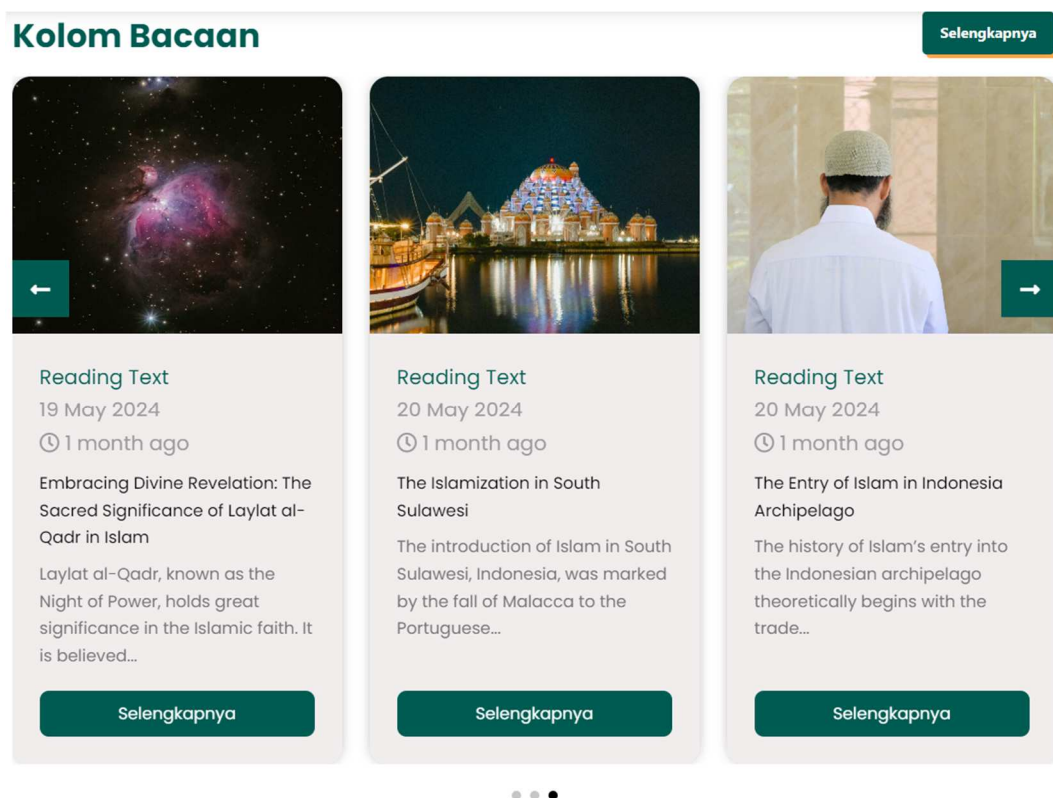 Kolom Bacaan
Selengkapnya
Reading Text
19 May 2024
1 month ago
Embracing Divine Revelation: The
Sacred Significance of Laylat al-
Qadr in Islam
Laylat al-Qadr, known as the
Night of Power, holds great
significance in the Islamic faith. It
is believed...
Selengkapnya
Reading Text
20 May 2024
1 month ago
The Islamization in South
Sulawesi
The introduction of Islam in South
Sulawesi, Indonesia, was marked
by the fall of Malacca to the
Portuguese...
Selengkapnya
Reading Text
20 May 2024
1 month ago
The Entry of Islam in Indonesia
Archipelago
The history of Islam’s entry into
the Indonesian archipelago
theoretically begins with the
trade...
Selengkapnya